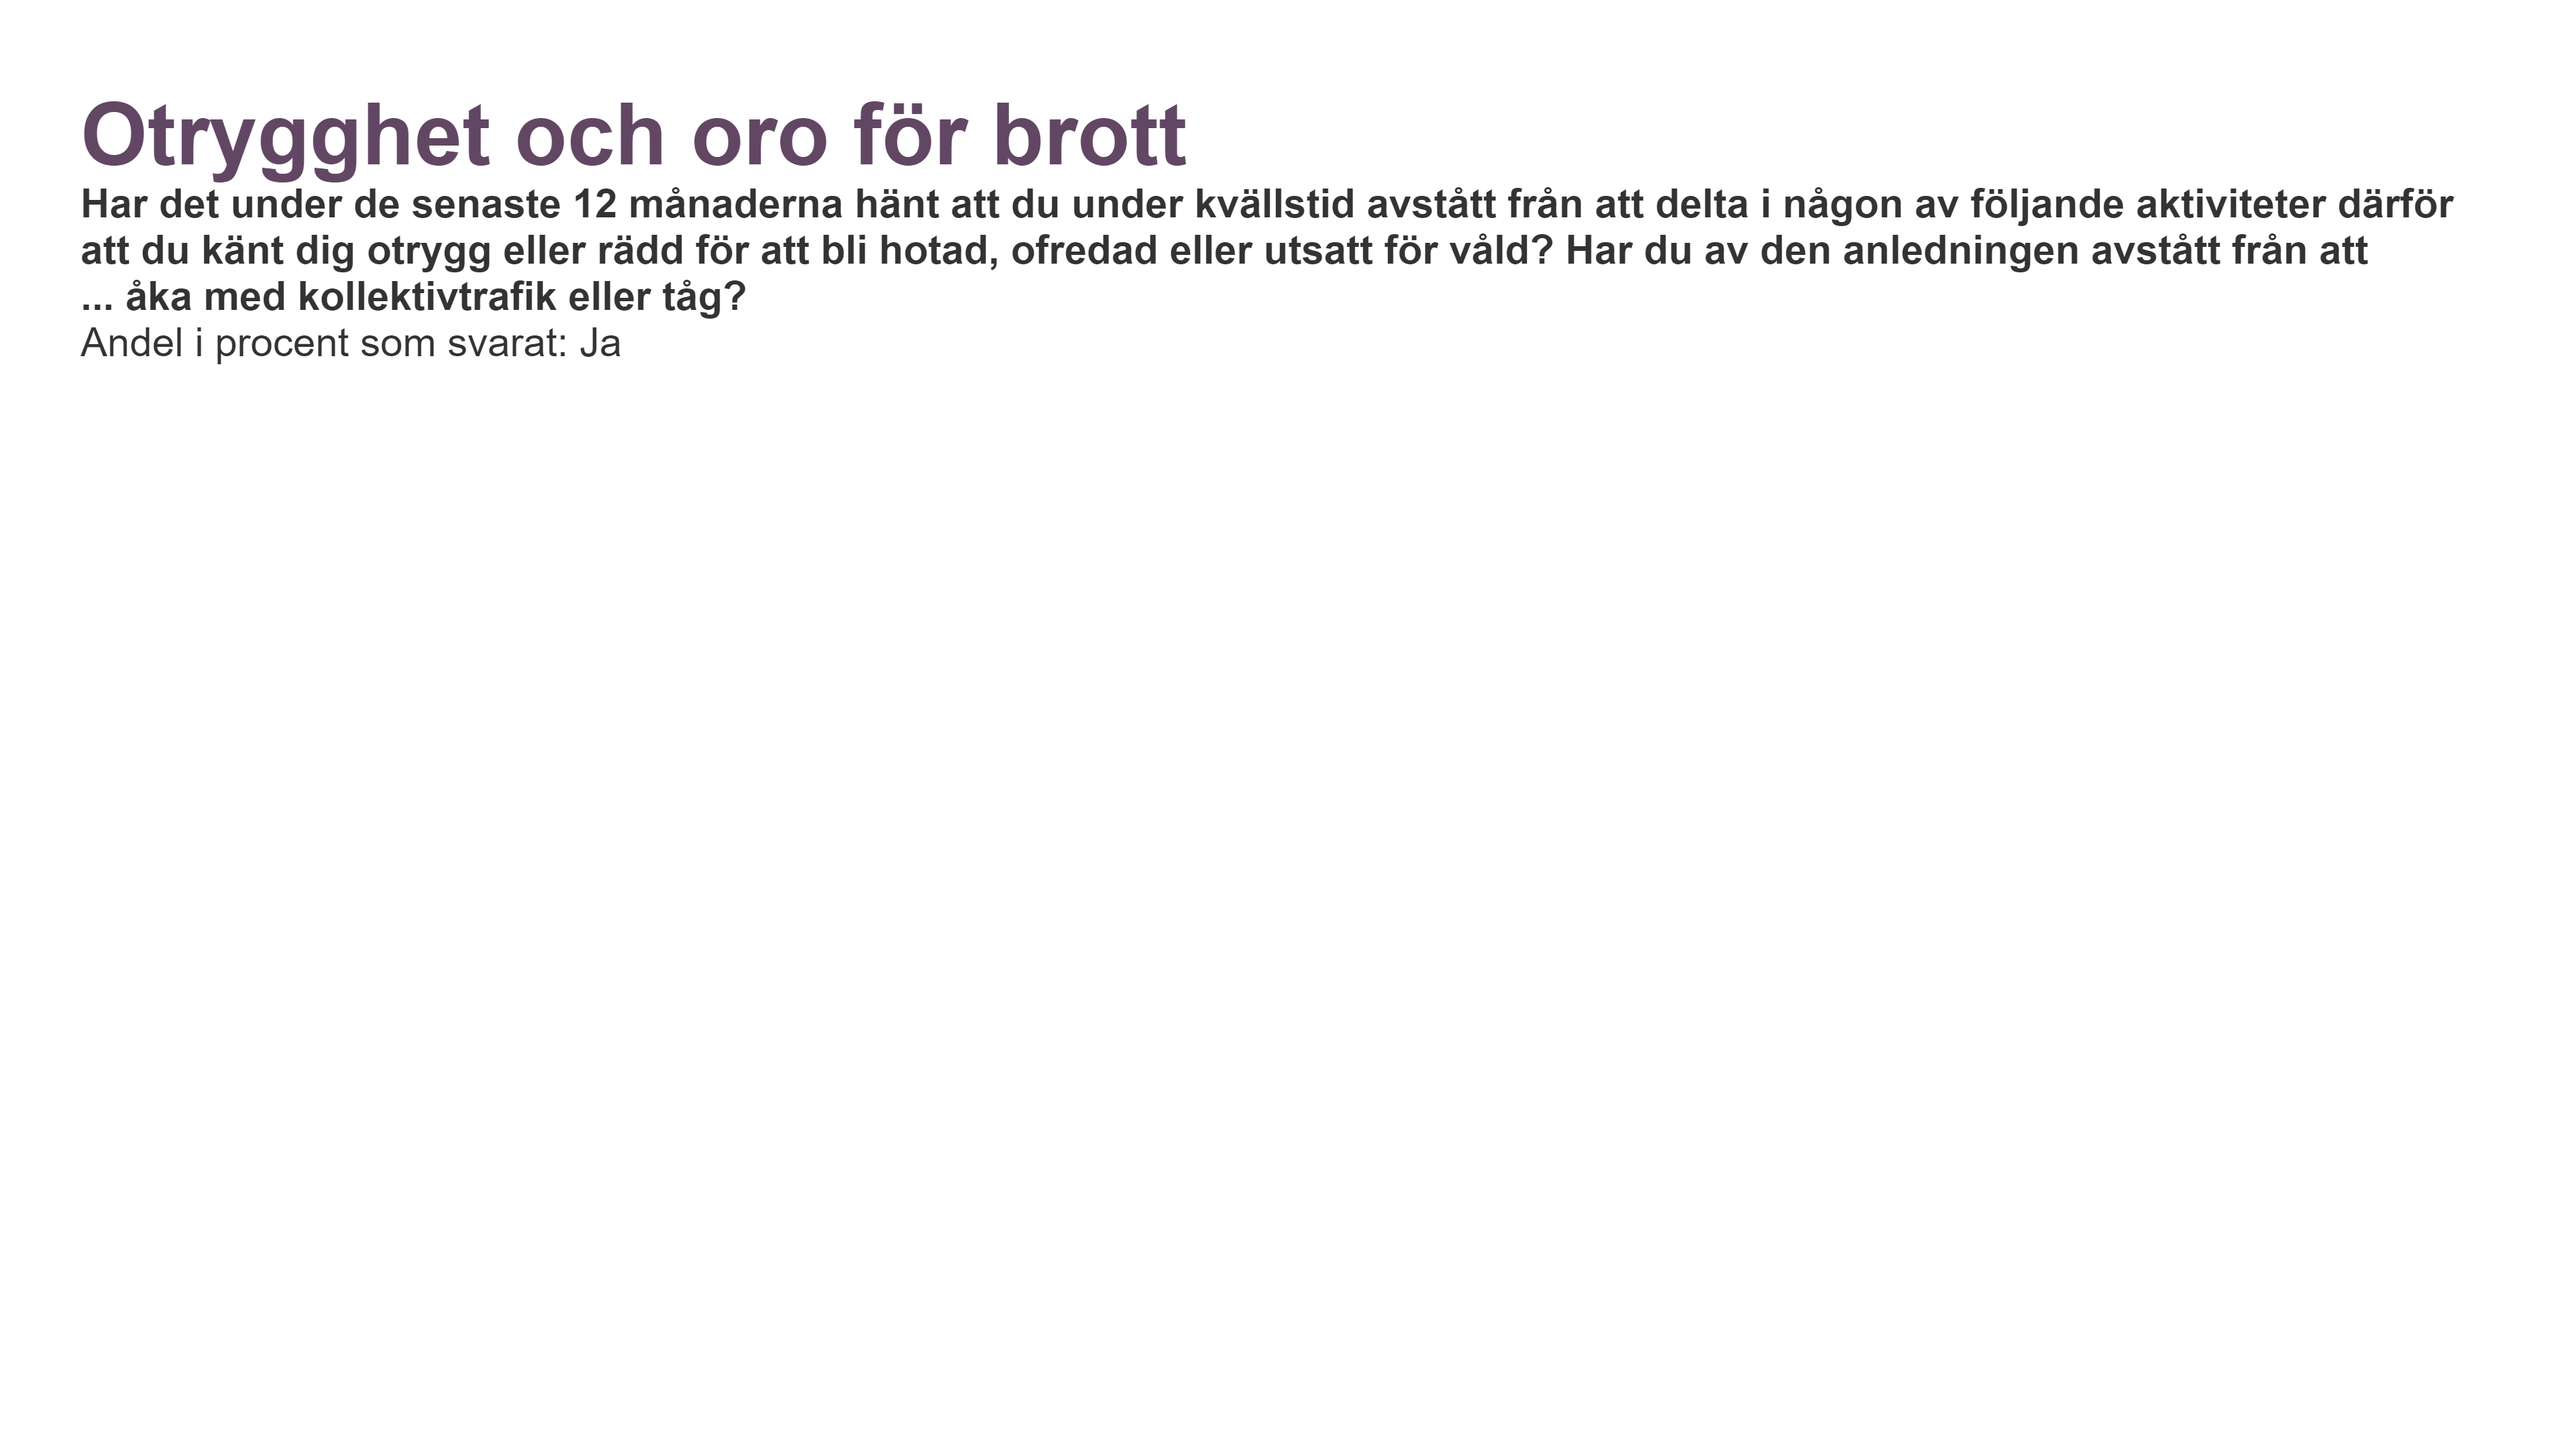 Otrygghet och oro för brott
Har det under de senaste 12 månaderna hänt att du under kvällstid avstått från att delta i någon av följande aktiviteter därför
att du känt dig otrygg eller rädd för att bli hotad, ofredad eller utsatt för våld? Har du av den anledningen avstått från att
... åka med kollektivtrafik eller tåg?
Andel i procent som svarat: Ja